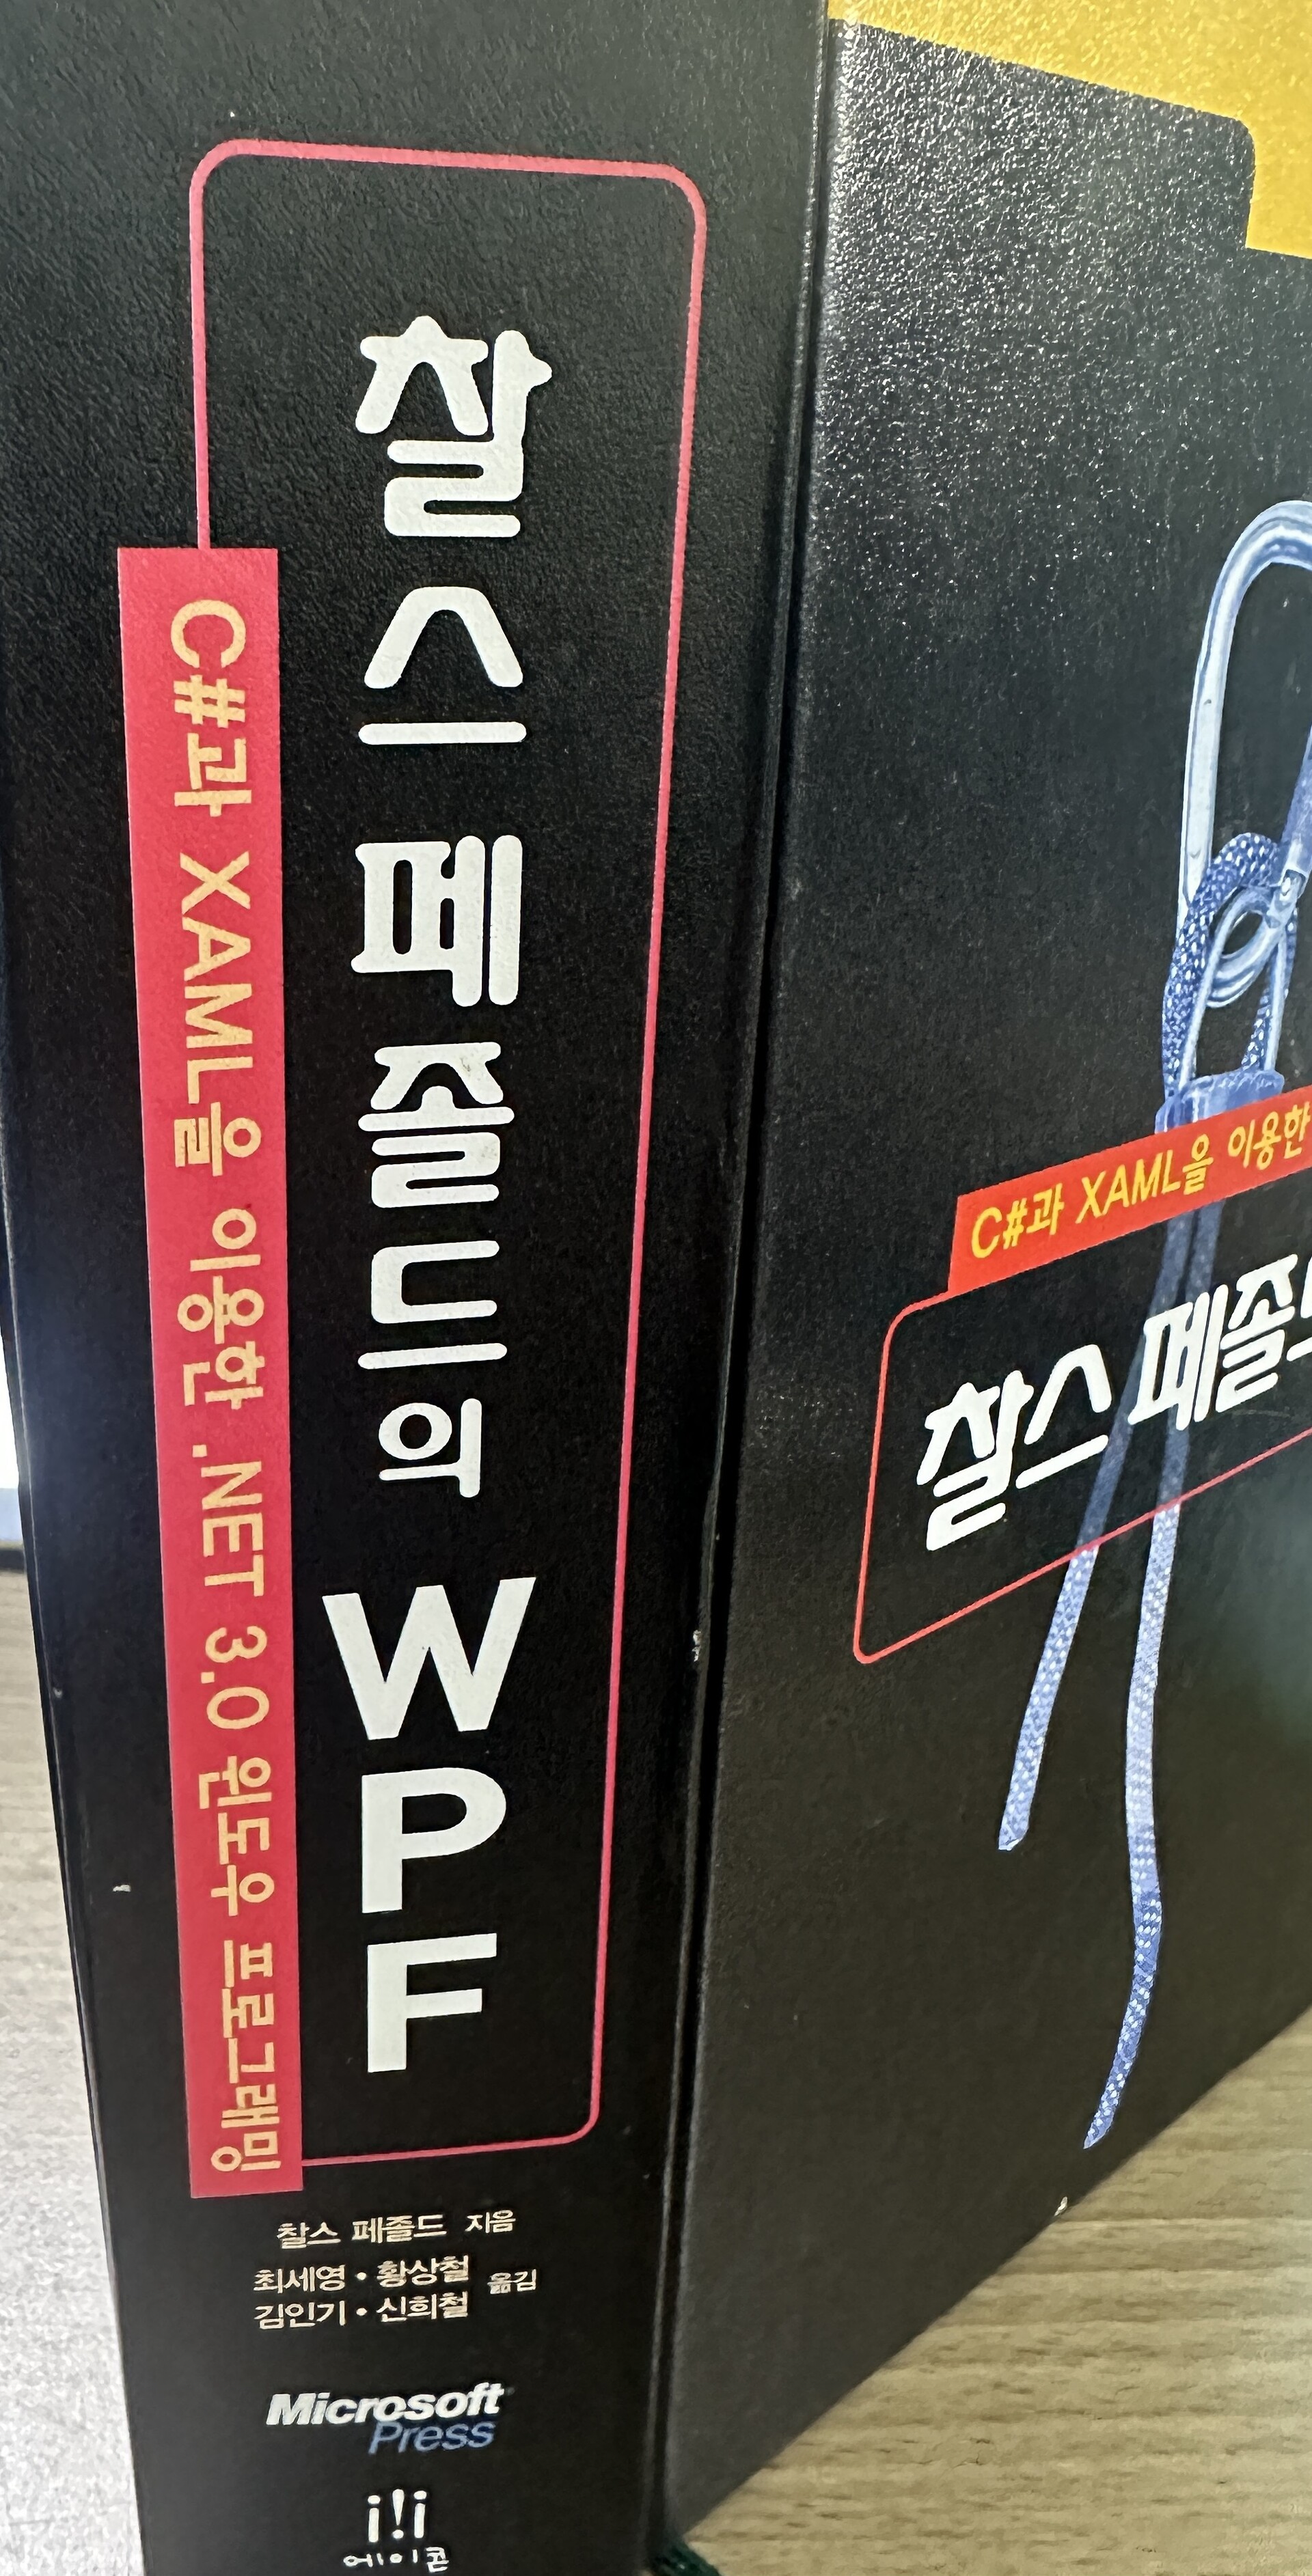 찰스 페졸드의 WPF
C#과 XAML을 이용한 .NET 3.0 윈도우 프로그래밍
찰스 페졸드 지음
최세영 • 황상철
김인기 • 신희철
옮김
Microsoft
Press
에이콘
C#과 XAML을 이용한
찰스 페졸드